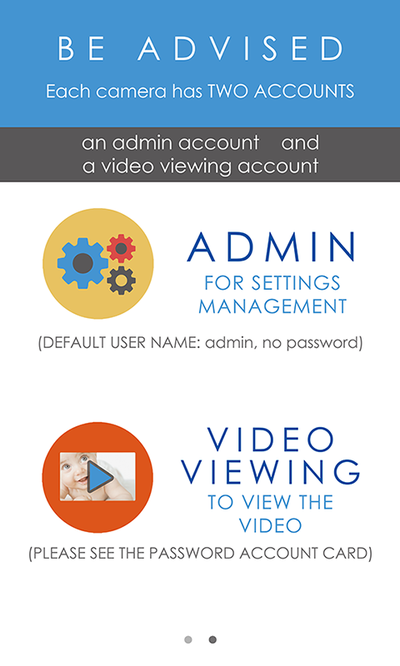 BE ADVISED
Each camera has TWO ACCOUNTS
an admin account and
a video viewing account
ADMIN
FOR SETTINGS
MANAGEMENT
(DEFAULT USER NAME: admin, no password)
VIDEO
VIEWING
TO VIEW THE
VIDEO
(PLEASE SEE THE PASSWORD ACCOUNT CARD)